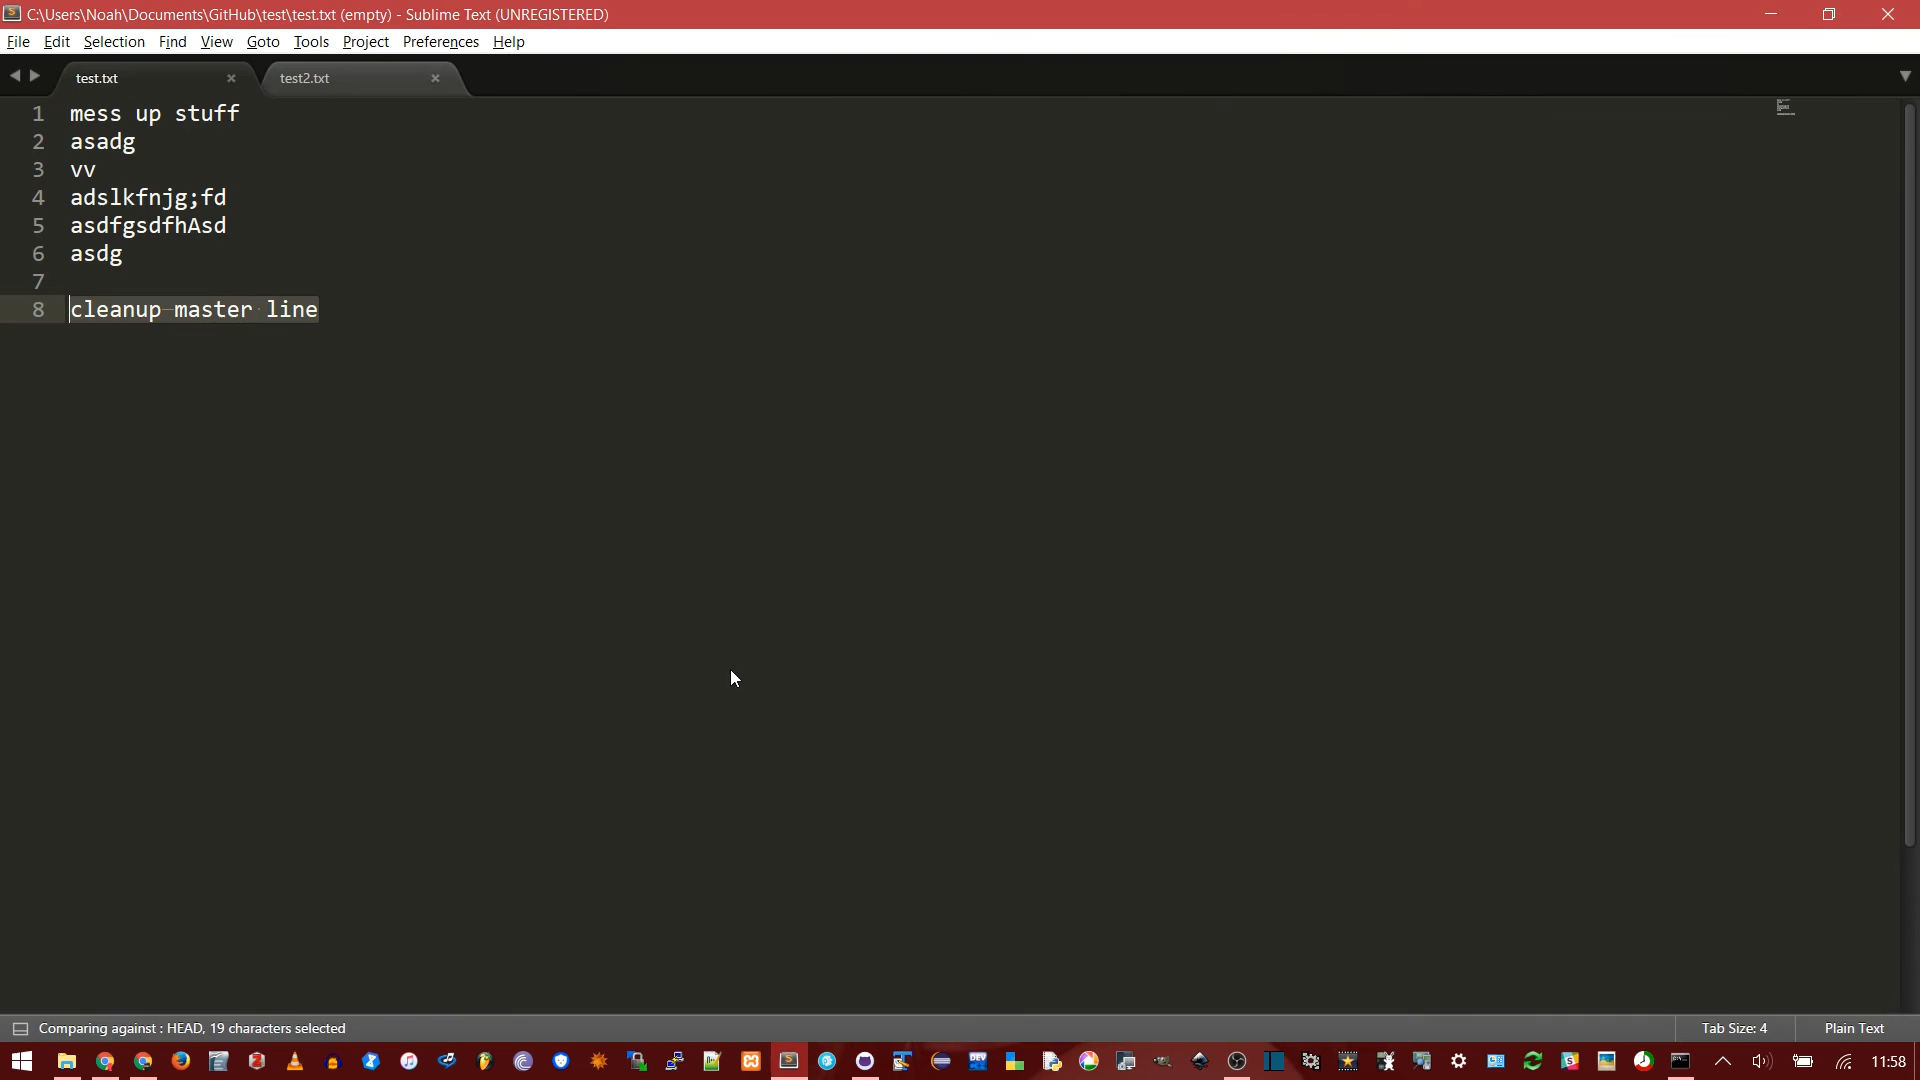 C:\Users\Noah\Documents\GitHub\test\test.txt (empty) - Sublime Text (UNREGISTERED)
File Edit Selection Find View Goto Tools Project Preferences Help
test.txt test2.txt
1 mess up stuff
2 asadg
3 vv
4 adslkfnjg;fd
5 asdfgsdfhAsd
6 asdg
7
8 cleanup master line
Comparing against : HEAD, 19 characters selected Tab Size: 4 Plain Text
11:58